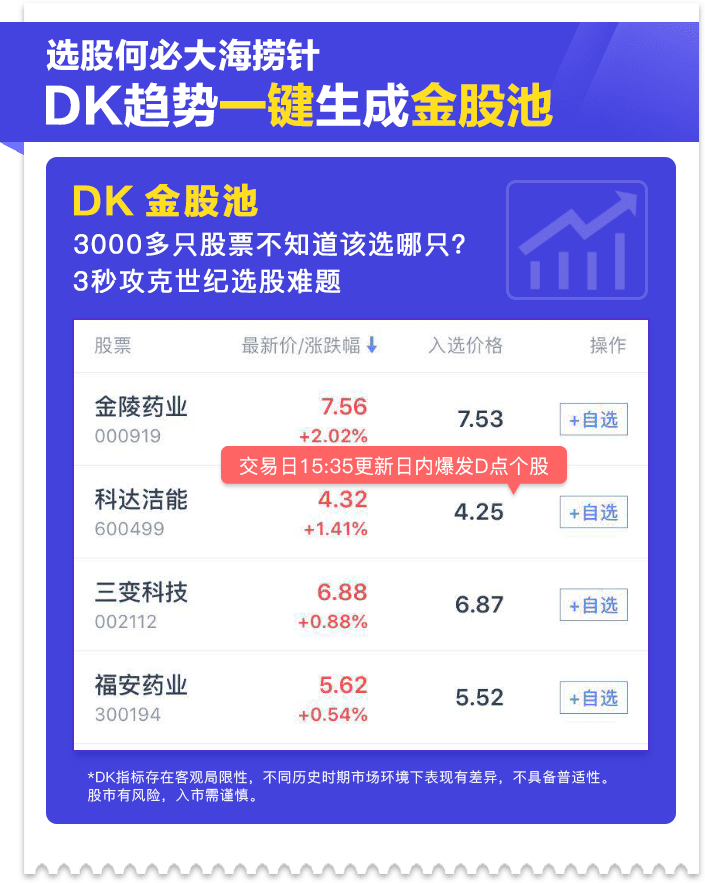 选股何必大海捞针
DK趋势一键生成金股池
DK 金股池
3000多只股票不知道该选哪只?
3秒攻克世纪选股难题
股票 最新价/涨跌幅 入选价格 操作
金陵药业 7.56 7.53 +自选
000919 +2.02%
交易日15:35更新日内爆发D点个股
科达洁能 4.32 4.25 +自选
600499 +1.41%
三变科技 6.88 6.87 +自选
002112 +0.88%
福安药业 5.62 5.52 +自选
300194 +0.54%
*DK指标存在客观局限性，不同历史时期市场环境下表现有差异，不具备普适性。
股市有风险，入市需谨慎。